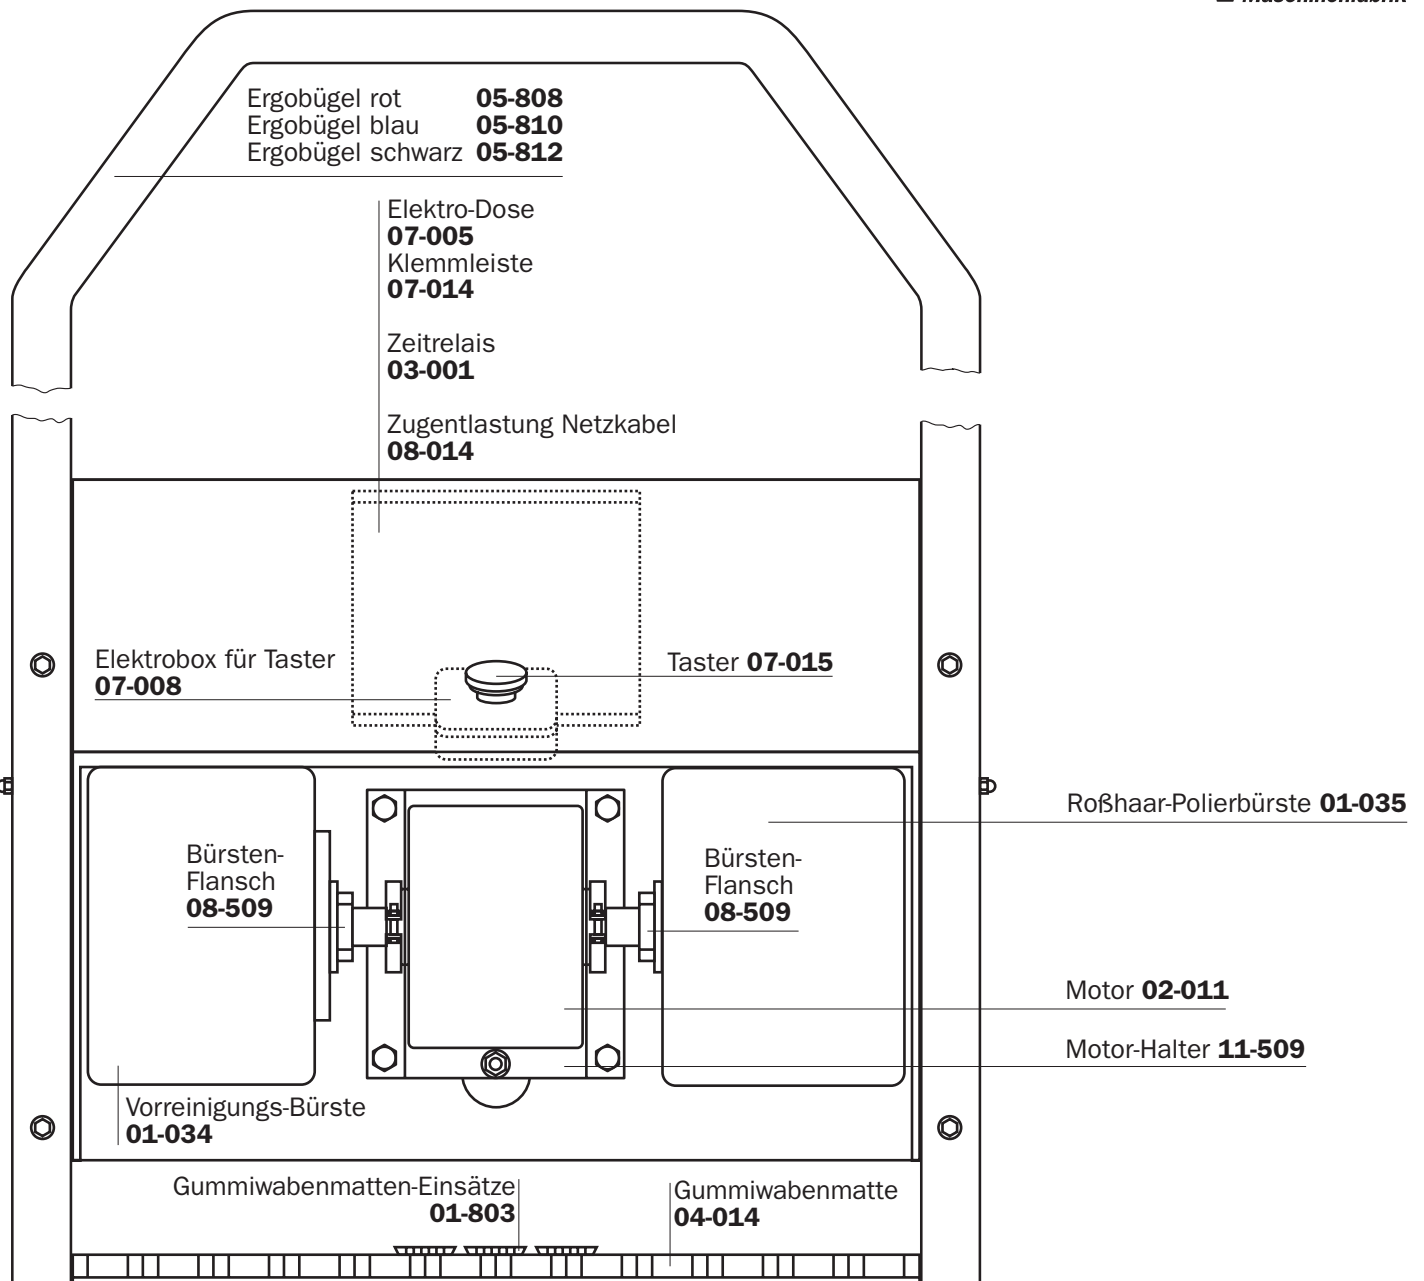 Maschinenfabrik
Ergobügel rot 05-808
Ergobügel blau 05-810
Ergobügel schwarz 05-812
Elektro-Dose
07-005
Klemmleiste
07-014
Zeitrelais
03-001
Zugentlastung Netzkabel
08-014
Elektrobox für Taster
07-008
Taster 07-015
Roßhaar-Polierbürste 01-035
Bürsten-
Flansch
08-509
Bürsten-
Flansch
08-509
Motor 02-011
Motor-Halter 11-509
Vorreinigungs-Bürste
01-034
Gummiwabenmatten-Einsätze
01-803
Gummiwabenmatte
04-014